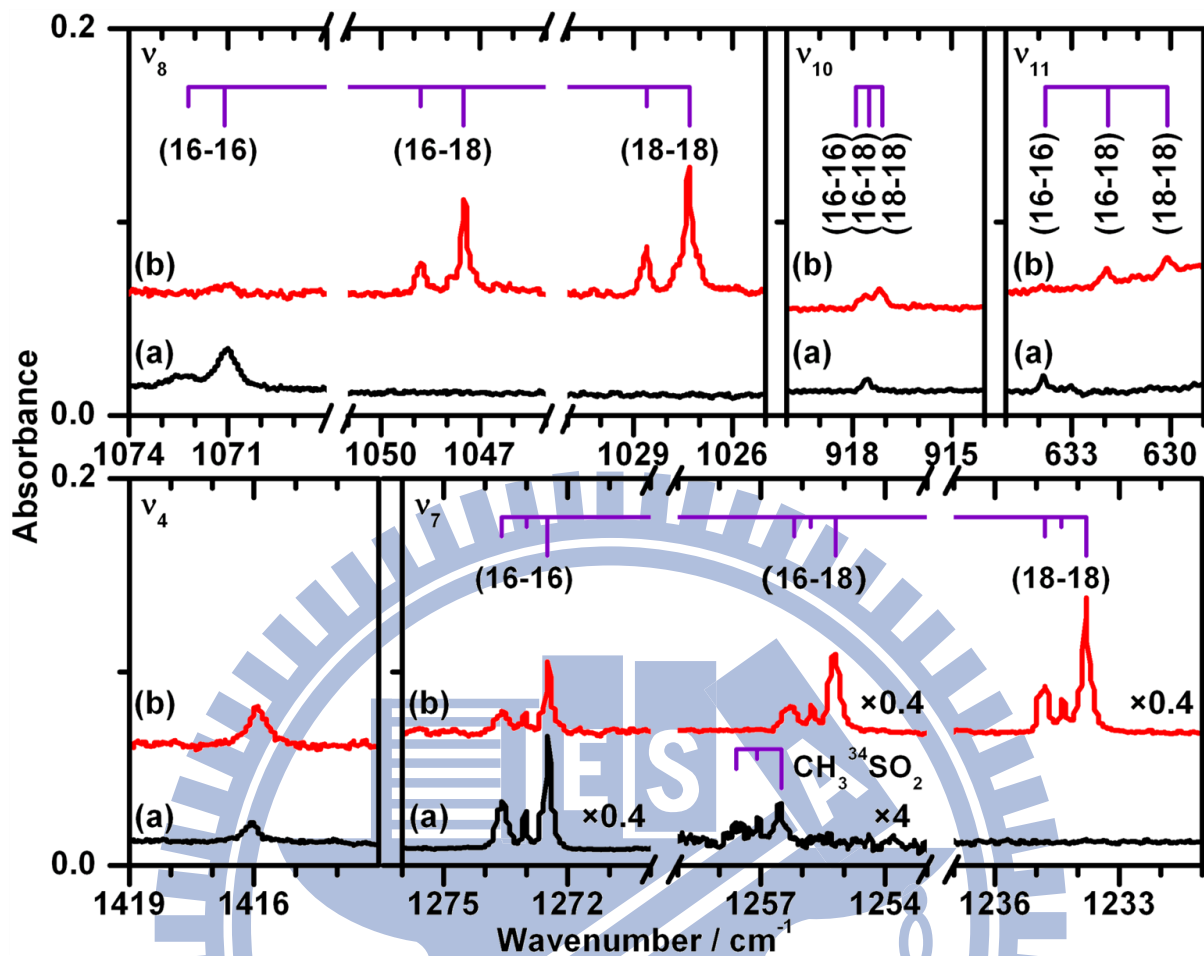 0.2
ν8 ν10 ν11
(16-16) (16-18) (18-18)
(16-16) (16-18) (18-18)
(16-16) (16-18) (18-18)
(b) (b) (b)
(a) (a) (a)
0.0
1074 1071 1050 1047 1029 1026 918 915 633 630
Absorbance
0.2
ν4 ν7
(16-16) (16-18) (18-18)
(b) (b) ×0.4 ×0.4
CH3 34SO2
(a) (a) ×0.4 ×4
0.0
1419 1416 1275 1272 1257 1254 1236 1233
Wavenumber / cm-1
IESA